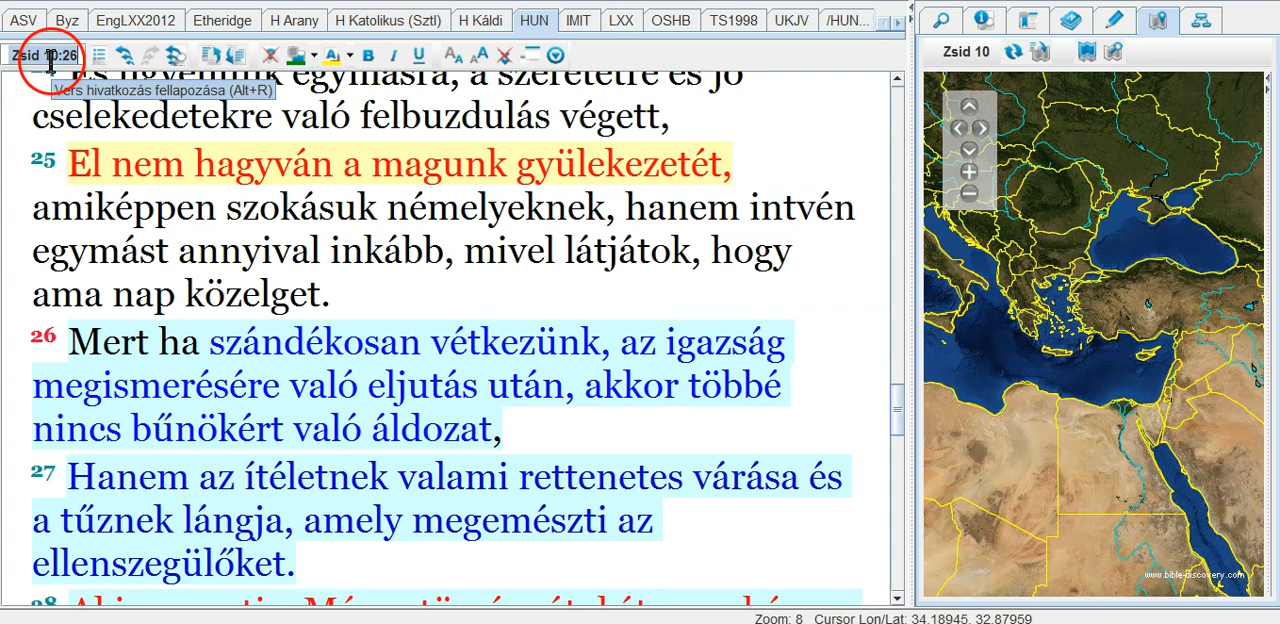 ASV Byz EngLXX2012 Etheridge H Arany H Katolikus (Sztl) H Káldi HUN IMIT LXX OSHB TS1998 UKJV /HUN...
Zsid 10:26
Zsid 10
Vers hivatkozás fellapozása (Alt+R)
egymásra, a szeretetre és jó
cselekedetekre való felbuzdulás végett,
25 El nem hagyván a magunk gyülekezetét,
amiképpen szokásuk némelyeknek, hanem intvén
egymást annyival inkább, mivel látjátok, hogy
ama nap közelget.
26 Mert ha szándékosan vétkezünk, az igazság
megismerésére való eljutás után, akkor többé
nincs bűnökért való áldozat,
27 Hanem az ítéletnek valami rettenetes várása és
a tűznek lángja, amely megemészti az
ellenszegülőket.
www.bible-discovery.com
Zoom: 8 Cursor Lon/Lat: 34.18945, 32.87959